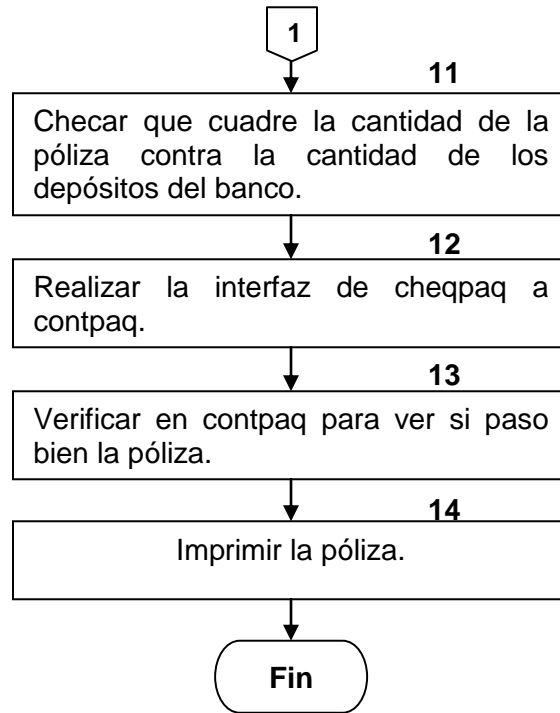 1
11
Checar que cuadre la cantidad de la
póliza contra la cantidad de los
depósitos del banco.
12
Realizar la interfaz de cheqpaq a
contpaq.
13
Verificar en contpaq para ver si paso
bien la póliza.
14
Imprimir la póliza.
Fin